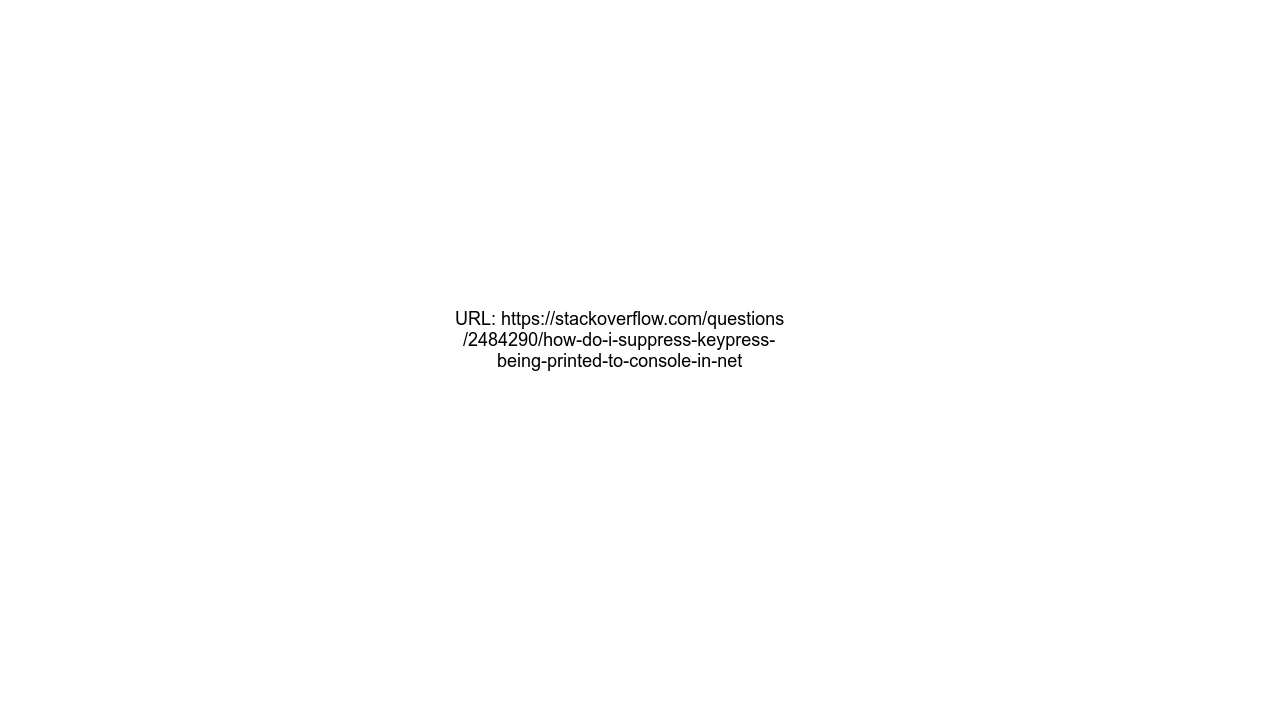 URL: https://stackoverflow.com/questions
/2484290/how-do-i-suppress-keypress-
being-printed-to-console-in-net